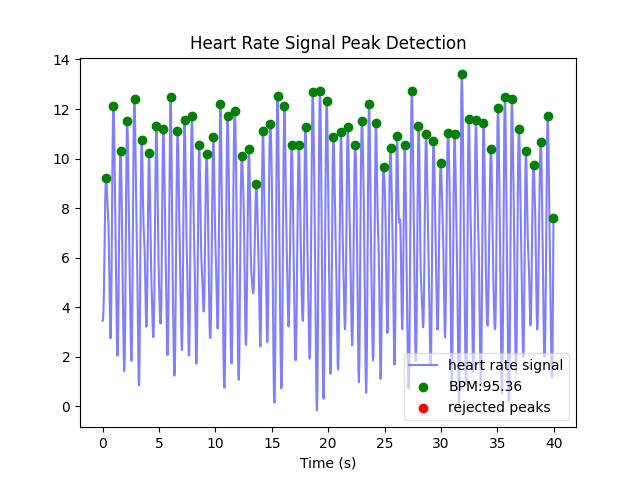 Heart Rate Signal Peak Detection
14
12
10
8
6
4
2
0
heart rate signal
BPM:95.36
rejected peaks
0 5 10 15 20 25 30 35 40
Time (s)